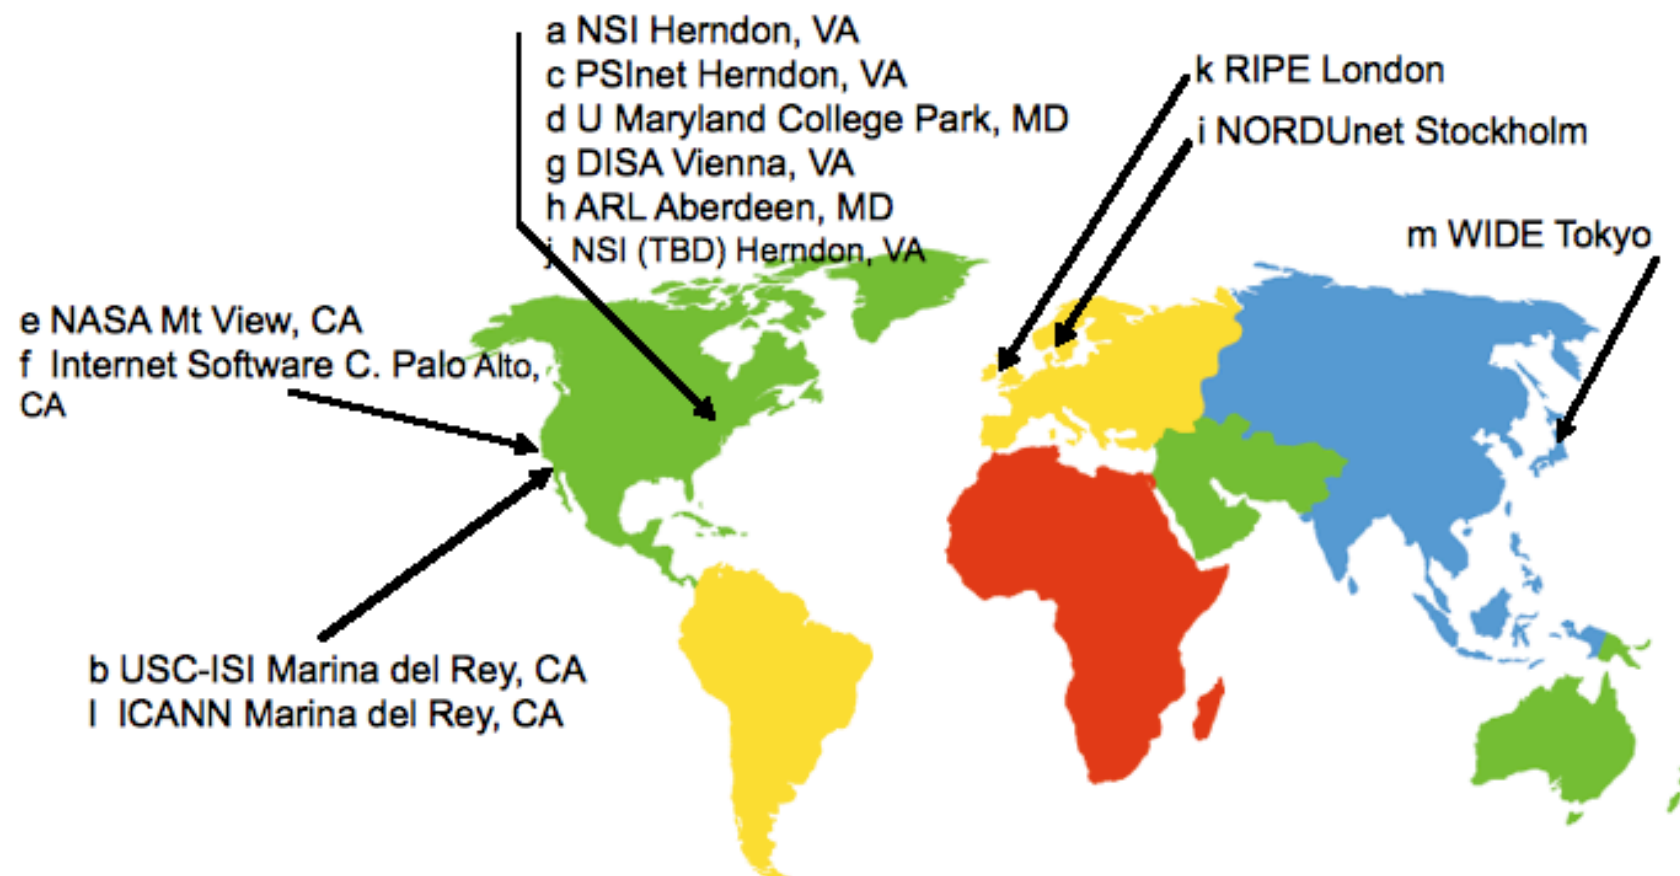 a NSI Herndon, VA
c PSInet Herndon, VA
d U Maryland College Park, MD
g DISA Vienna, VA
h ARL Aberdeen, MD
j NSI (TBD) Herndon, VA
k RIPE London
i NORDUnet Stockholm
m WIDE Tokyo
e NASA Mt View, CA
f Internet Software C. Palo Alto,
CA
b USC-ISI Marina del Rey, CA
l ICANN Marina del Rey, CA